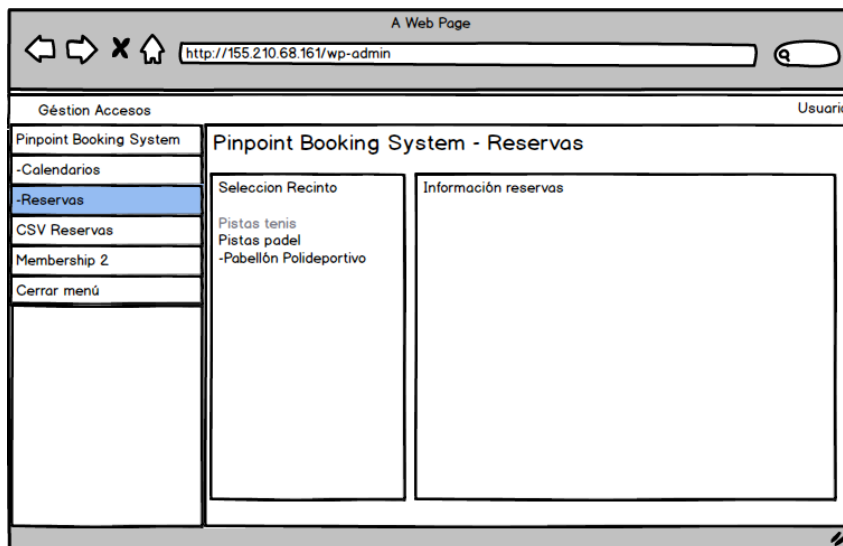 A Web Page
http://155.210.68.161/wp-admin
Géstion Accesos
Usuario
Pinpoint Booking System
-Calendarios
-Reservas
CSV Reservas
Membership 2
Cerrar menú
Pinpoint Booking System - Reservas
Seleccion Recinto
Pistas tenis
Pistas padel
-Pabellón Polideportivo
Información reservas